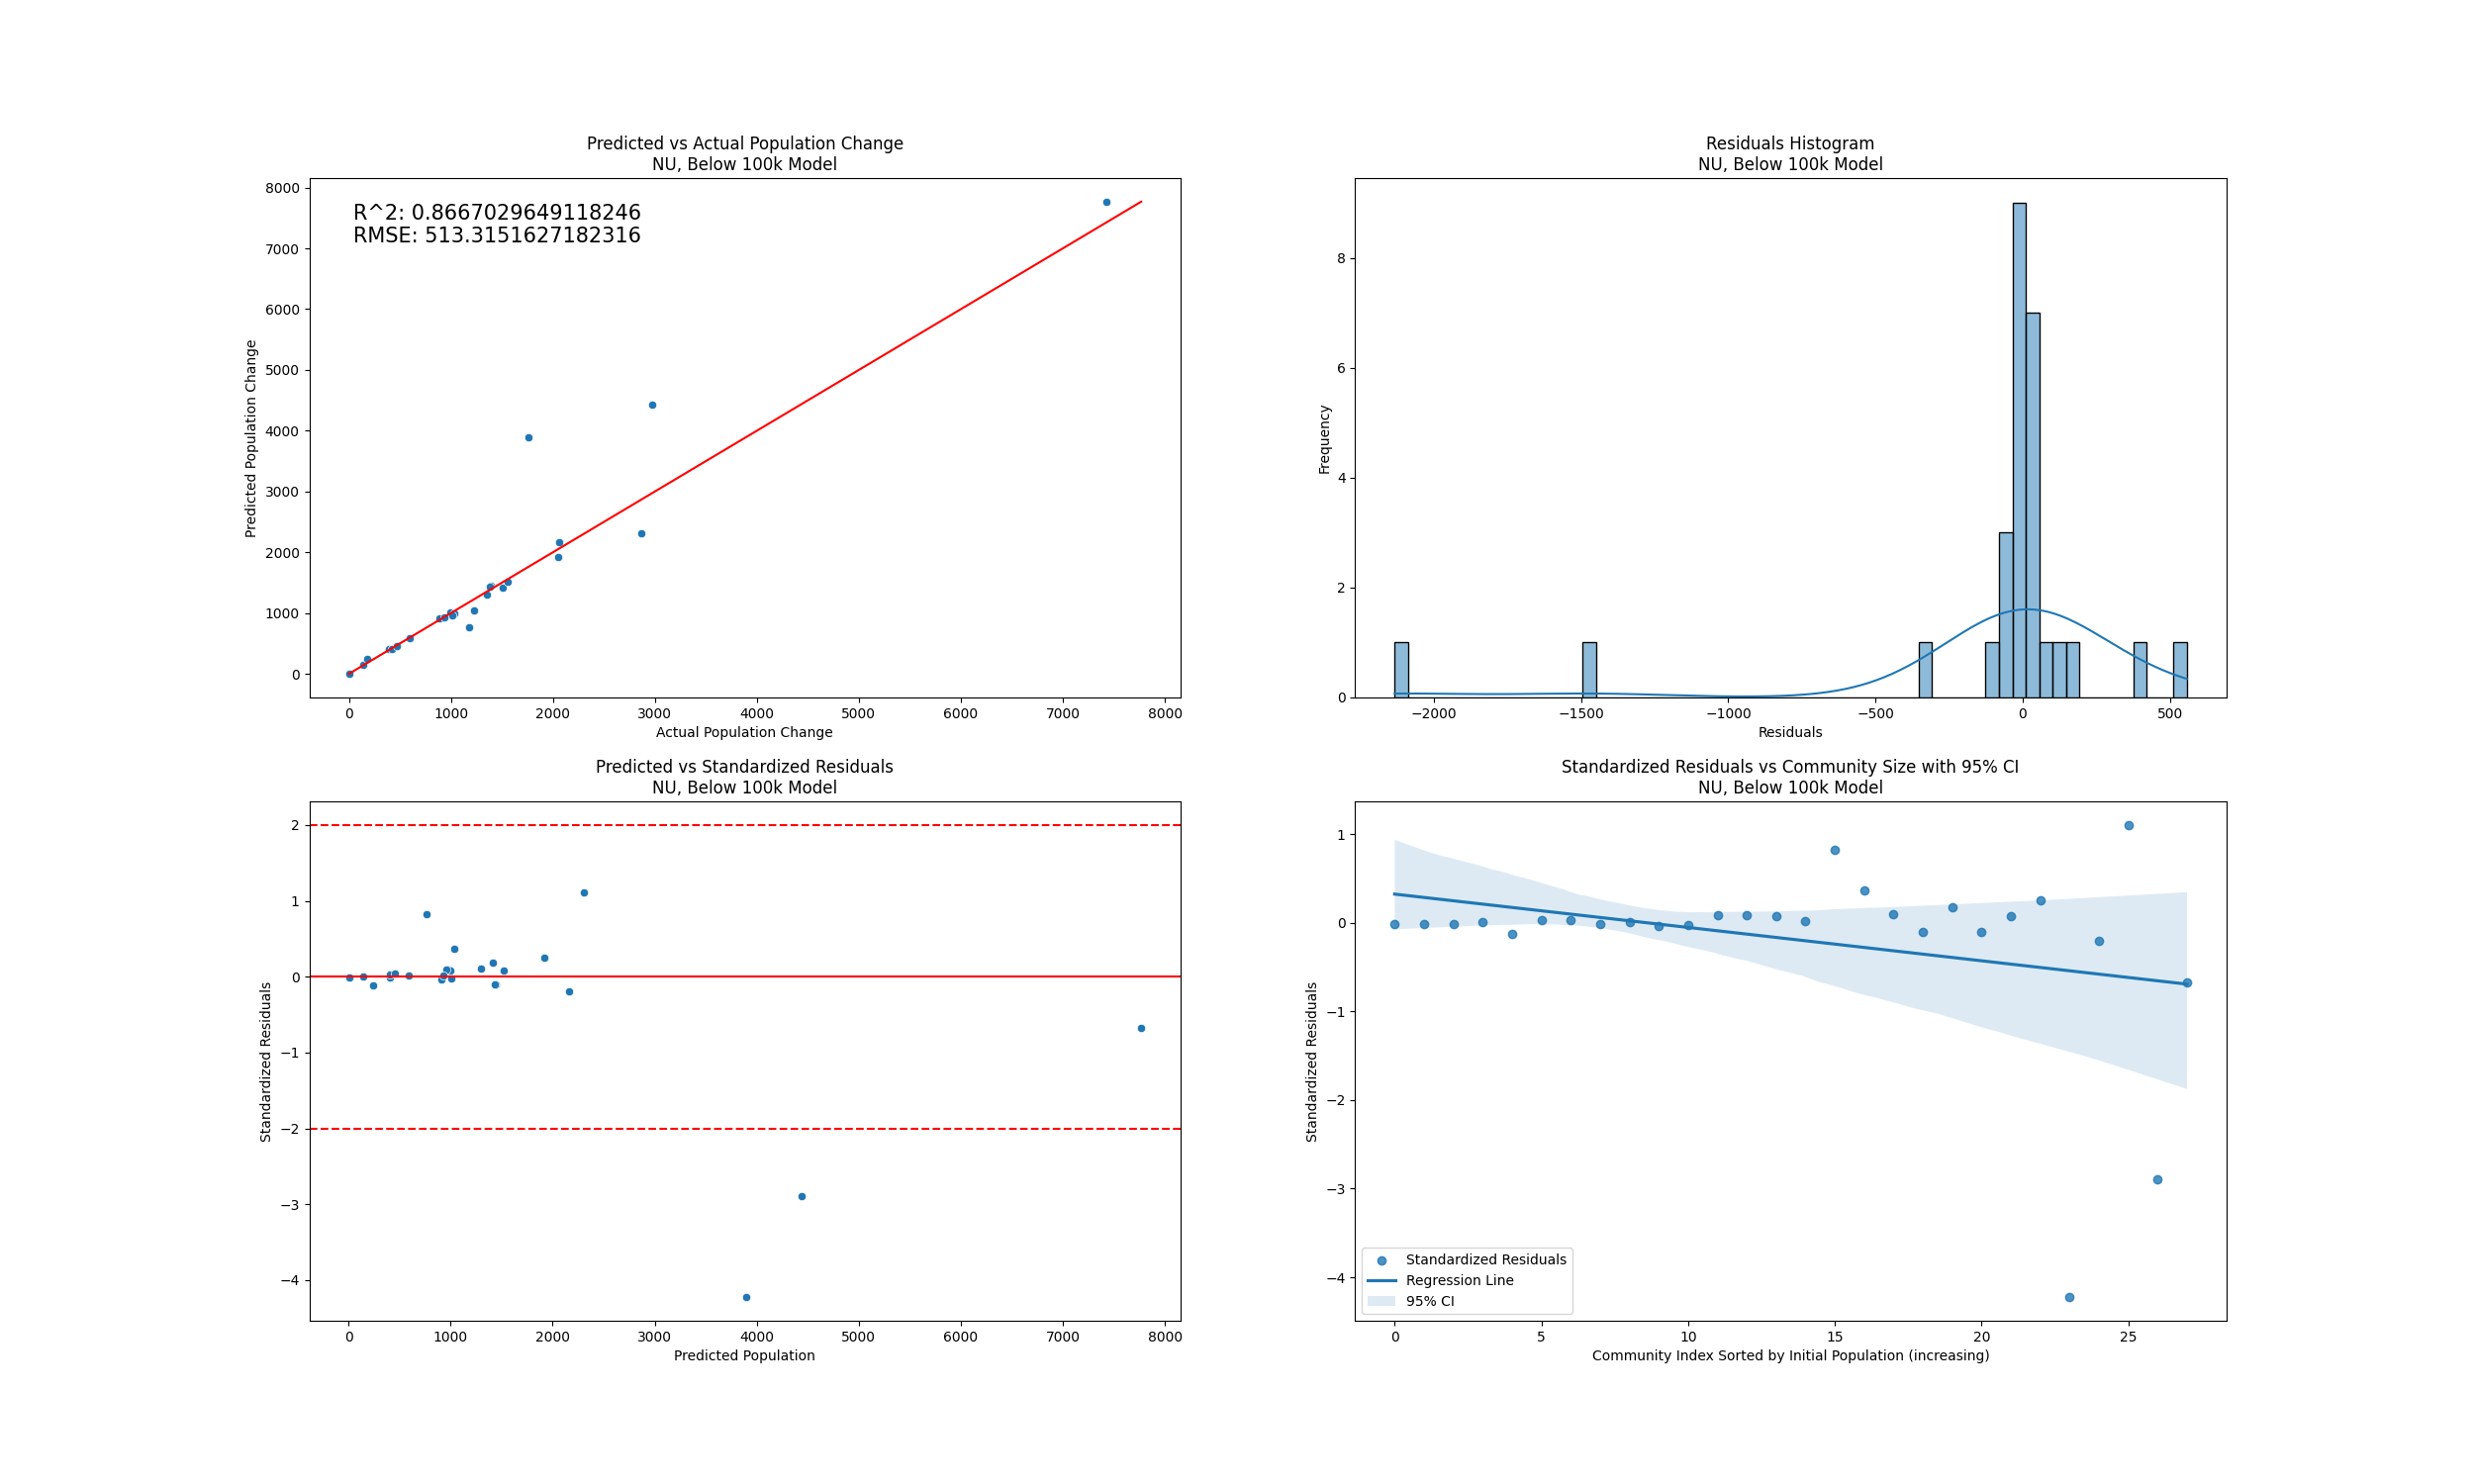 Predicted vs Actual Population Change
NU, Below 100k Model
R^2: 0.8667029649118246
RMSE: 513.3151627182316
8000
7000
6000
5000
4000
3000
2000
1000
0
Predicted Population Change
0 1000 2000 3000 4000 5000 6000 7000 8000
Actual Population Change
Residuals Histogram
NU, Below 100k Model
8
6
4
2
0
Frequency
−2000 −1500 −1000 −500 0 500
Residuals
Predicted vs Standardized Residuals
NU, Below 100k Model
2
1
0
−1
−2
−3
−4
Standardized Residuals
0 1000 2000 3000 4000 5000 6000 7000 8000
Predicted Population
Standardized Residuals vs Community Size with 95% CI
NU, Below 100k Model
1
0
−1
−2
−3
−4
Standardized Residuals
Standardized Residuals
Regression Line
95% CI
0 5 10 15 20 25
Community Index Sorted by Initial Population (increasing)